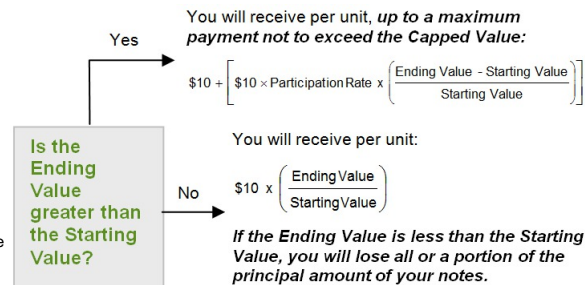 You will receive per unit, up to a maximum
payment not to exceed the Capped Value:
Yes
$10 + [ $10 × Participation Rate x ( Ending Value - Starting Value / Starting Value ) ]
Is the
Ending
Value
greater than
the Starting
Value?
You will receive per unit:
No
$10 x ( Ending Value / Starting Value )
If the Ending Value is less than the Starting
Value, you will lose all or a portion of the
principal amount of your notes.